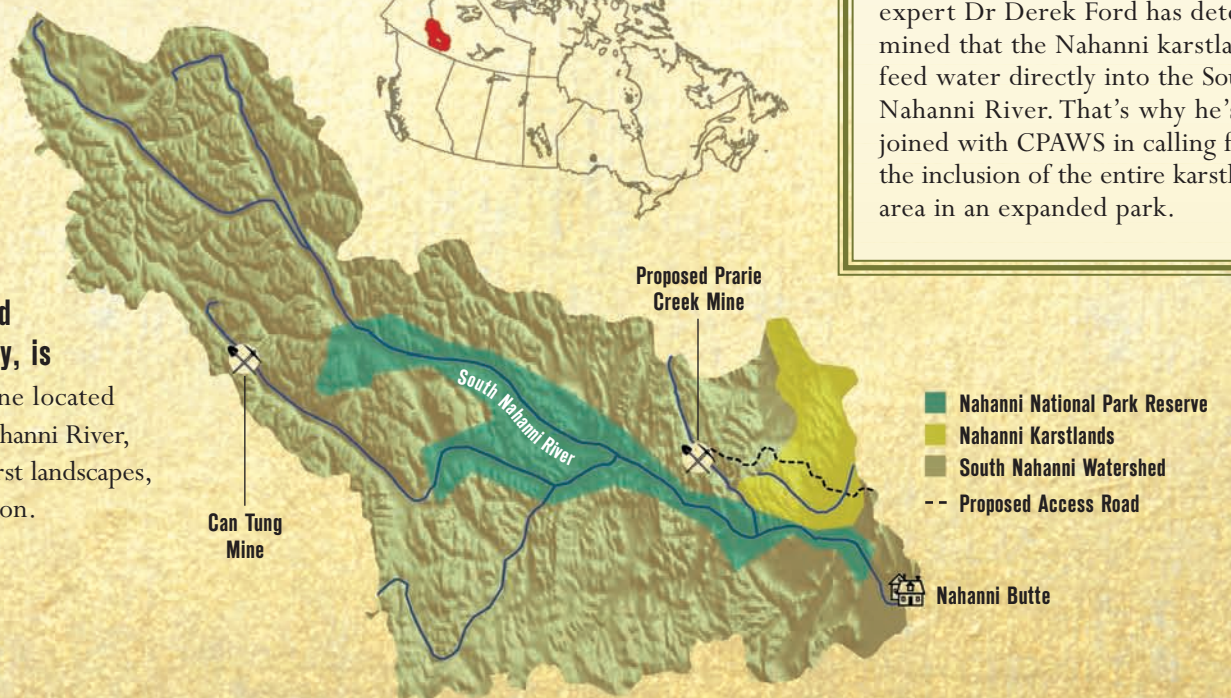 expert Dr Derek Ford has deter
mined that the Nahanni karstla
feed water directly into the Sou
Nahanni River. That's why he's
joined with CPAWS in calling f
the inclusion of the entire karstl
area in an expanded park.
d
y, is
ne located
hanni River,
rst landscapes,
on.
Can Tung
Mine
South Nahanni River
Proposed Prarie
Creek Mine
Nahanni National Park Reserve
Nahanni Karstlands
South Nahanni Watershed
Proposed Access Road
Nahanni Butte